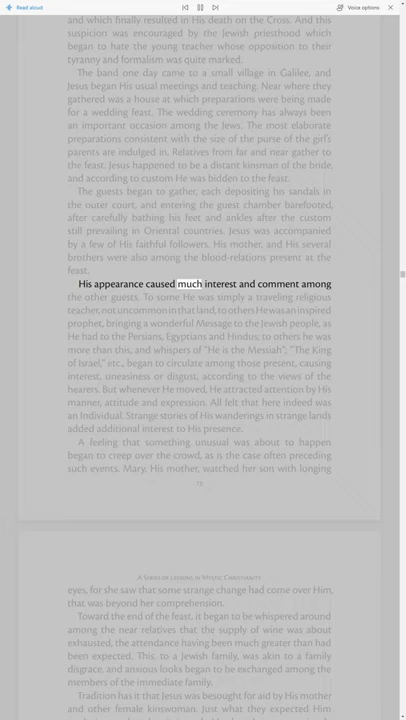 Read aloud
Voice options
and which finally resulted in His death on the Cross. And this
suspicion was encouraged by the Jewish priesthood which
began to hate the young teacher whose opposition to their
tyranny and formalism was quite marked.
The band one day came to a small village in Galilee, and
Jesus began His usual meetings and teaching. Near where they
gathered was a house at which preparations were being made
for a wedding feast. The wedding ceremony has always been
an important occasion among the Jews. The most elaborate
preparations consistent with the size of the purse of the girl's
parents are indulged in. Relatives from far and near gather to
the feast. Jesus happened to be a distant kinsman of the bride,
and according to custom He was bidden to the feast.
The guests began to gather, each depositing his sandals in
the outer court, and entering the guest chamber barefooted,
after carefully bathing his feet and ankles after the custom
still prevailing in Oriental countries. Jesus was accompanied
by a few of His faithful followers. His mother, and His several
brothers were also among the blood-relations present at the
feast.
His appearance caused much interest and comment among
the other guests. To some He was simply a traveling religious
teacher, not uncommon in that land, to others He was an inspired
prophet, bringing a wonderful Message to the Jewish people, as
He had to the Persians, Egyptians and Hindus; to others he was
more than this, and whispers of "He is the Messiah"; "The King
of Israel," etc., began to circulate among those present, causing
interest, uneasiness or disgust, according to the views of the
hearers. But whenever He moved, He attracted attention by His
manner, attitude and expression. All felt that here indeed was
an Individual. Strange stories of His wanderings in strange lands
added additional interest to His presence.
A feeling that something unusual was about to happen
began to creep over the crowd, as is the case often preceding
such events. Mary, His mother, watched her son with longing
A Series of lessons in Mystic Christianity
eyes, for she saw that some strange change had come over Him,
that was beyond her comprehension.
Toward the end of the feast, it began to be whispered around
among the near relatives that the supply of wine was about
exhausted, the attendance having been much greater than had
been expected. This, to a Jewish family, was akin to a family
disgrace, and anxious looks began to be exchanged among the
members of the immediate family.
Tradition has it that Jesus was besought for aid by His mother
and other female kinswoman. Just what they expected Him